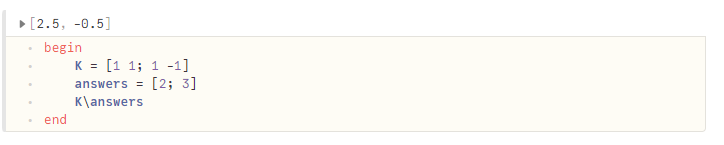 [2.5, -0.5]
begin
    K = [1 1; 1 -1]
    answers = [2; 3]
    K\answers
end